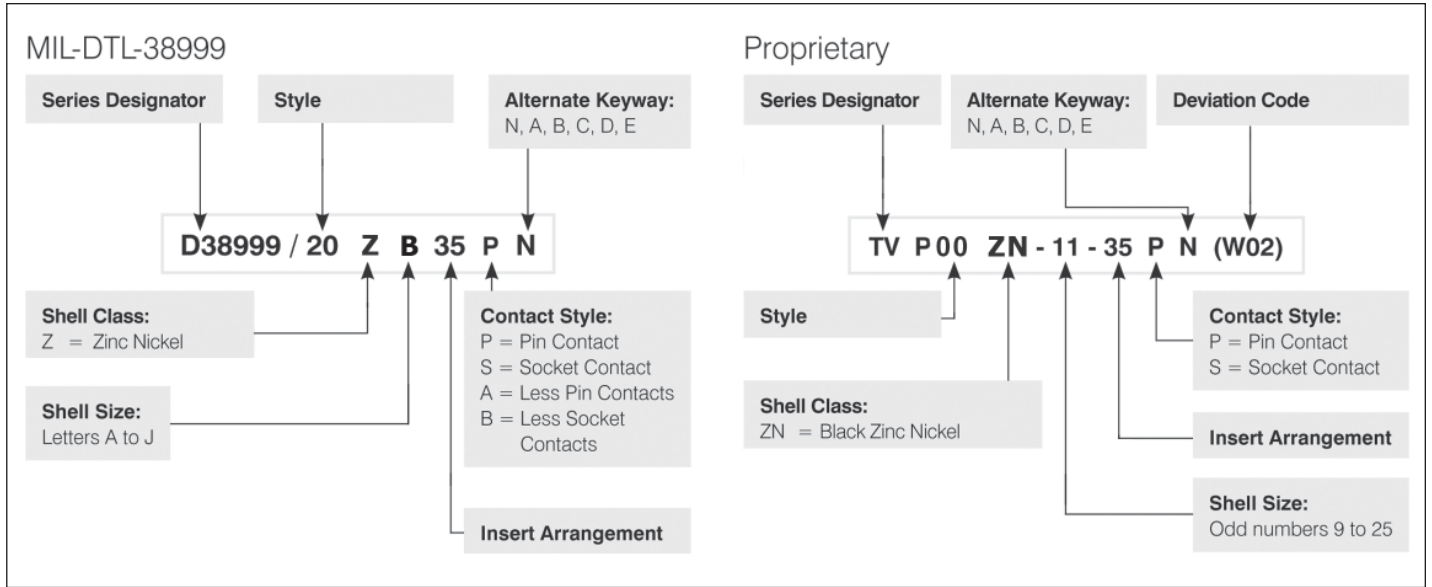 MIL-DTL-38999
Series Designator
Style
Alternate Keyway:
N, A, B, C, D, E
D38999 / 20 Z B 35 P N
Shell Class:
Z = Zinc Nickel
Shell Size:
Letters A to J
Contact Style:
P = Pin Contact
S = Socket Contact
A = Less Pin Contacts
B = Less Socket
Contacts
Insert Arrangement
Proprietary
Series Designator
Alternate Keyway:
N, A, B, C, D, E
Deviation Code
TV P00 ZN - 11 - 35 P N (W02)
Style
Shell Class:
ZN = Black Zinc Nickel
Contact Style:
P = Pin Contact
S = Socket Contact
Insert Arrangement
Shell Size:
Odd numbers 9 to 25